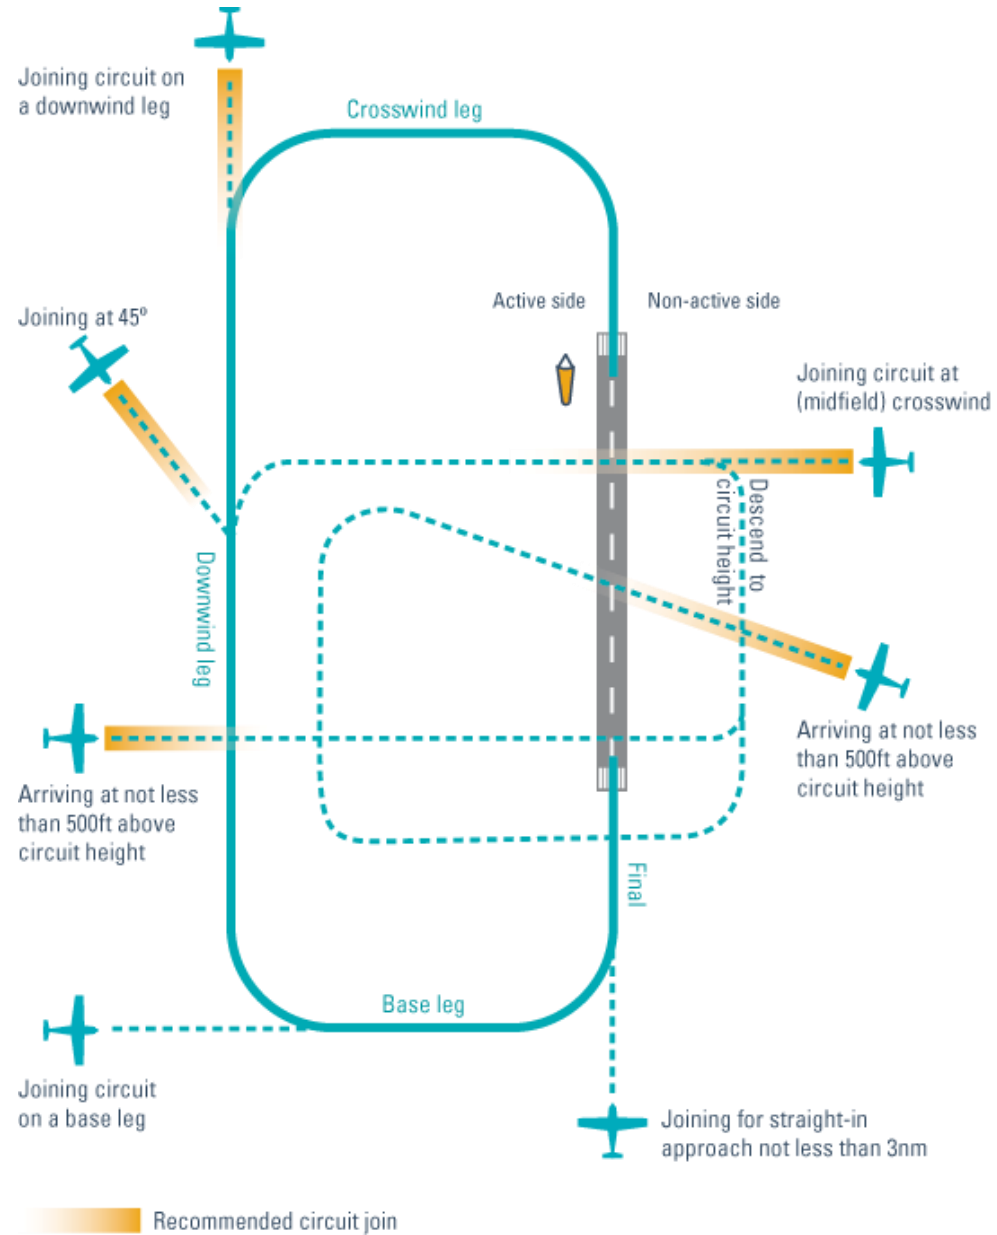 Joining circuit on
a downwind leg
Crosswind leg
Joining at 45º
Active side
Non-active side
Joining circuit at
(midfield) crosswind
Descend to
circuit height
Downwind leg
Arriving at not less
than 500ft above
circuit height
Arriving at not less
than 500ft above
circuit height
Final
Base leg
Joining circuit
on a base leg
Joining for straight-in
approach not less than 3nm
Recommended circuit join